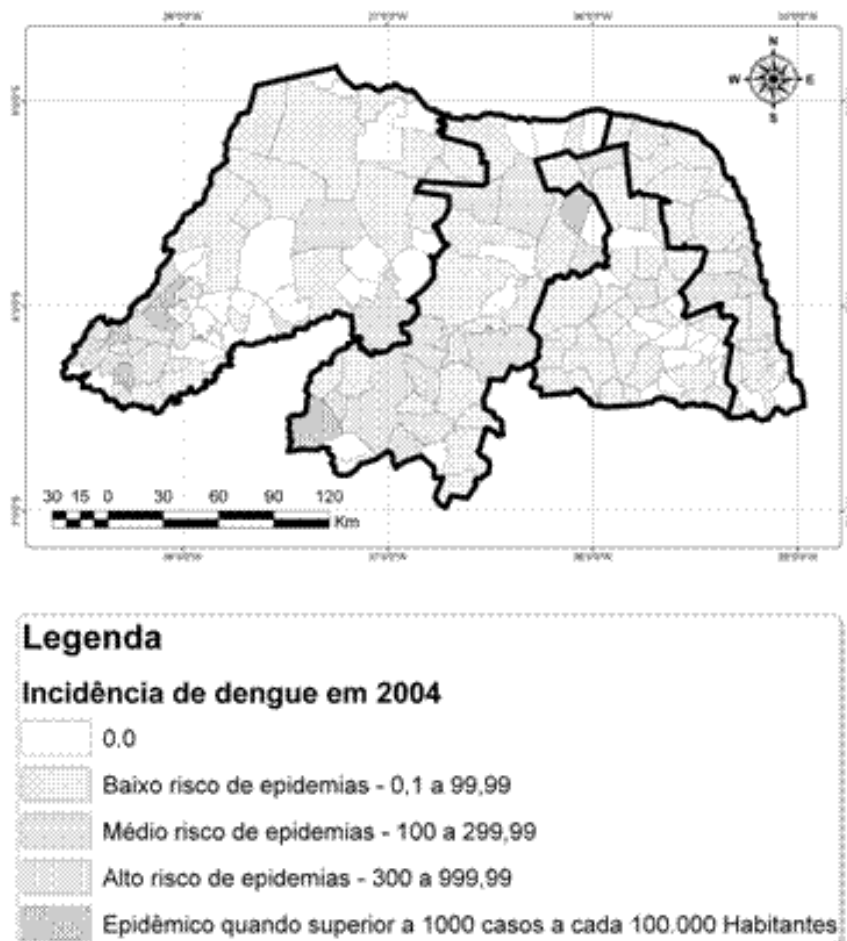 N
W E
S
30 15 0 30 60 90 120
Km
Legenda
Incidência de dengue em 2004
0.0
Baixo risco de epidemias - 0,1 a 99,99
Médio risco de epidemias - 100 a 299,99
Alto risco de epidemias - 300 a 999,99
Epidêmico quando superior a 1000 casos a cada 100.000 Habitantes